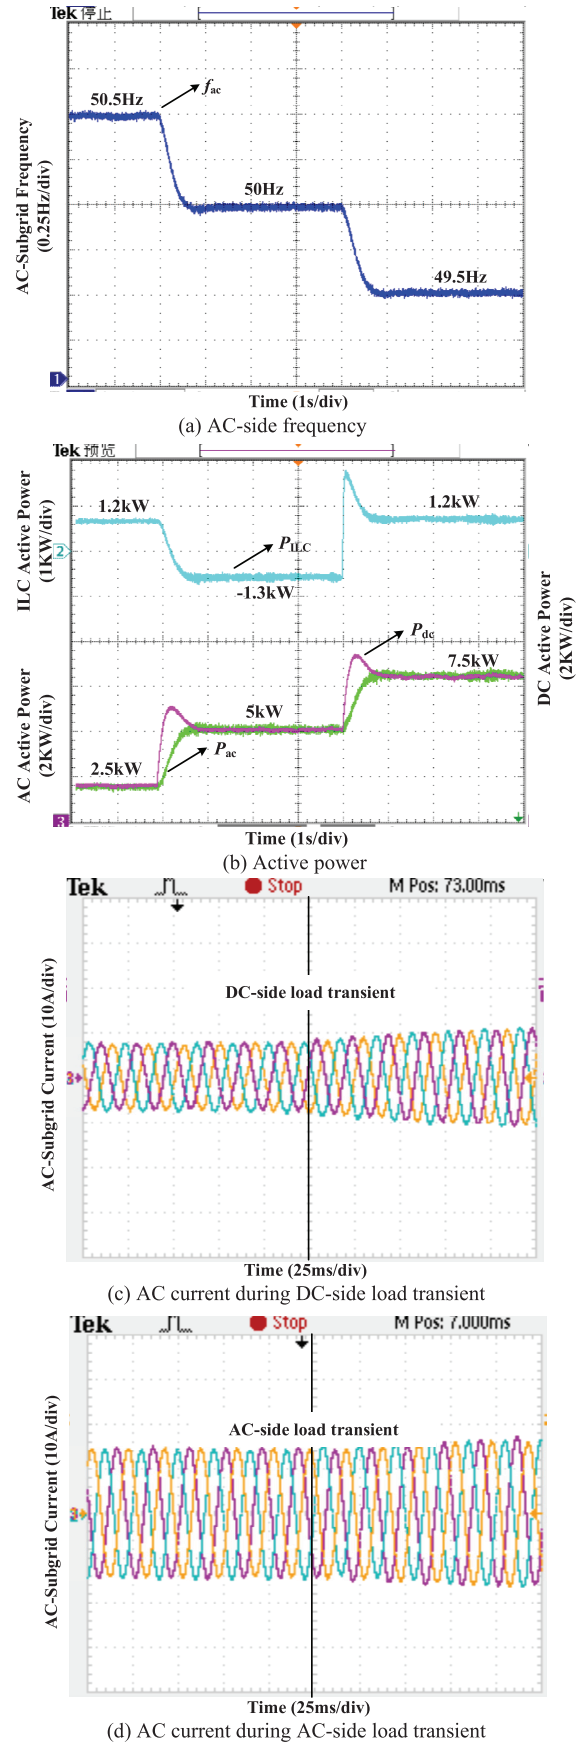 Tek 停止
50.5Hz
fac
50Hz
49.5Hz
AC-Subgrid Frequency
(0.25Hz/div)
1
Time (1s/div)
(a) AC-side frequency
Tek 预览
1.2kW
1.2kW
PILC
2
-1.3kW
ILC Active Power
(1KW/div)
Pdc
7.5kW
5kW
Pac
2.5kW
AC Active Power
(2KW/div)
DC Active Power
(2KW/div)
3
Time (1s/div)
(b) Active power
Tek Stop M Pos: 73.00ms
DC-side load transient
AC-Subgrid Current (10A/div)
3
Time (25ms/div)
(c) AC current during DC-side load transient
Tek Stop M Pos: 7.000ms
AC-side load transient
AC-Subgrid Current (10A/div)
3
Time (25ms/div)
(d) AC current during AC-side load transient